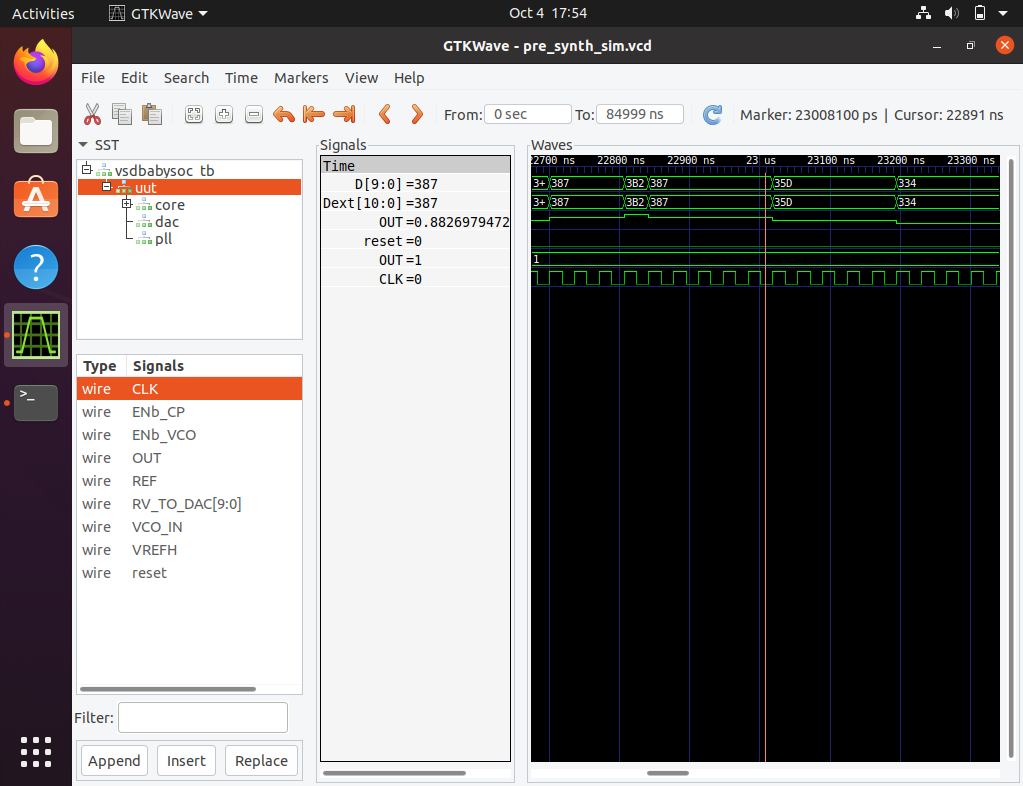 Activities GTKWave Oct 4 17:54
GTKWave - pre_synth_sim.vcd
File Edit Search Time Markers View Help
From: 0 sec To: 84999 ns Marker: 23008100 ps | Cursor: 22891 ns
SST
vsdbabysoc_tb
uut
core
dac
pll
Type Signals
wire CLK
wire ENb_CP
wire ENb_VCO
wire OUT
wire REF
wire RV_TO_DAC[9:0]
wire VCO_IN
wire VREFH
wire reset
Filter:
Append Insert Replace
Signals
Time
D[9:0] =387
Dext[10:0] =387
OUT =0.8826979472
reset =0
OUT =1
CLK =0
Waves
22700 ns 22800 ns 22900 ns 23 us 23100 ns 23200 ns 23300 ns
3+ 387 3B2 387 35D 334
3+ 387 3B2 387 35D 334
1
>_
?